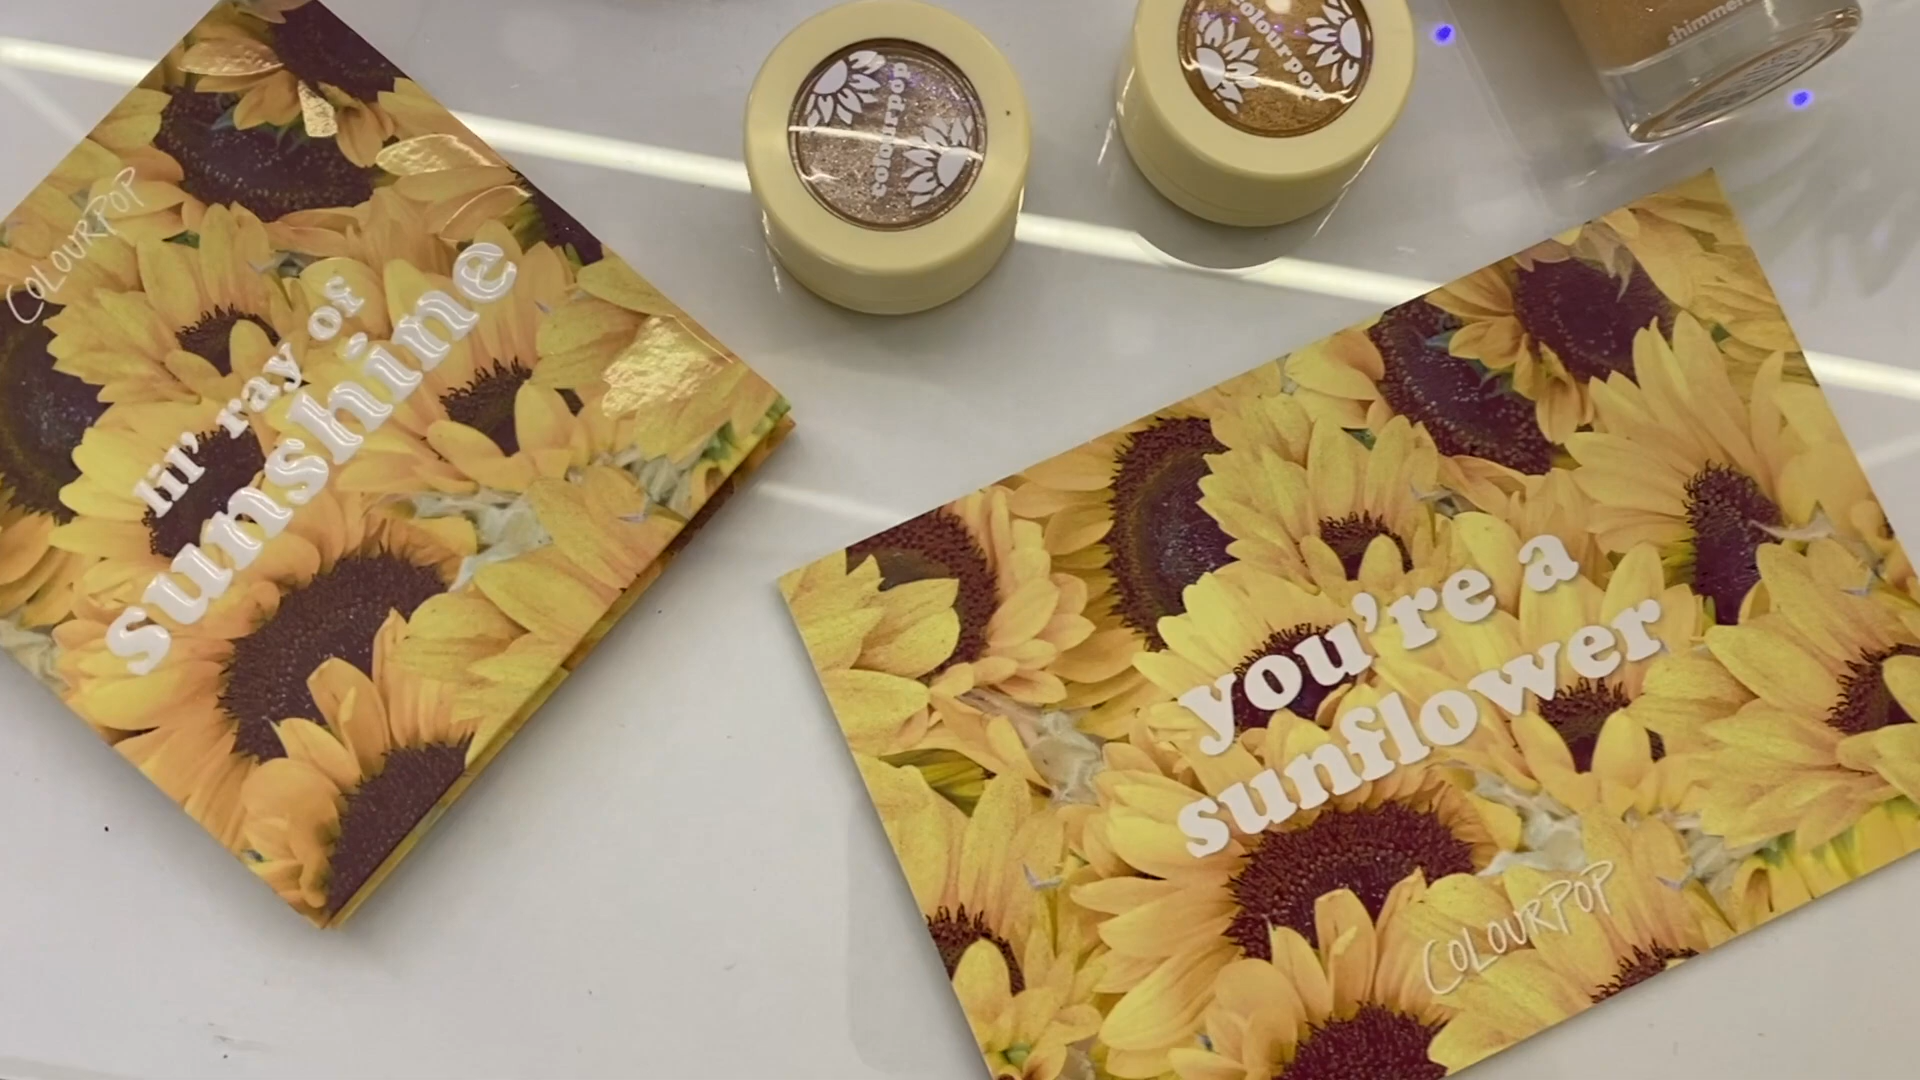 COLOURPOP
lil' ray of
sunshine
colourpop
colourpop
shimmer
you're a
sunflower
COLOURPOP